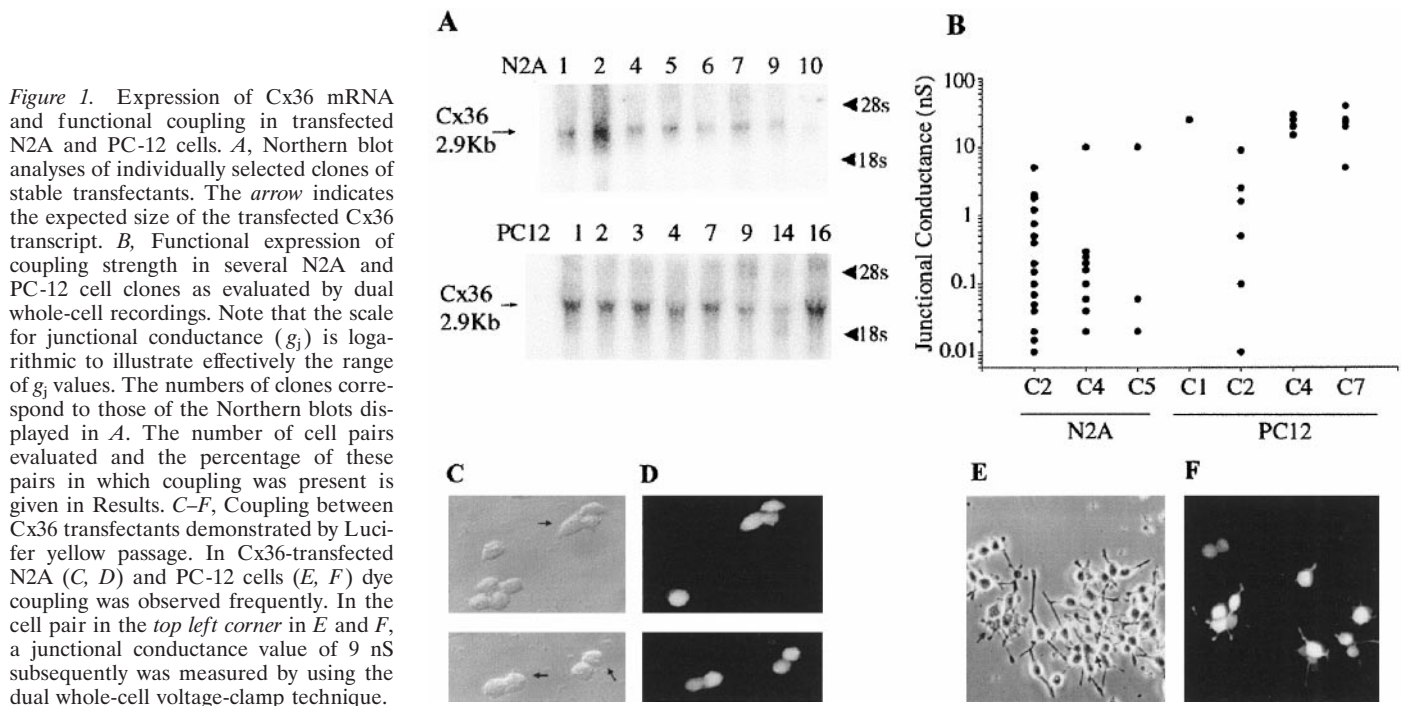 Figure 1. Expression of Cx36 mRNA
and functional coupling in transfected
N2A and PC-12 cells. A, Northern blot
analyses of individually selected clones of
stable transfectants. The arrow indicates
the expected size of the transfected Cx36
transcript. B, Functional expression of
coupling strength in several N2A and
PC-12 cell clones as evaluated by dual
whole-cell recordings. Note that the scale
for junctional conductance (gj) is loga-
rithmic to illustrate effectively the range
of gj values. The numbers of clones corre-
spond to those of the Northern blots dis-
played in A. The number of cell pairs
evaluated and the percentage of these
pairs in which coupling was present is
given in Results. C–F, Coupling between
Cx36 transfectants demonstrated by Luci-
fer yellow passage. In Cx36-transfected
N2A (C, D) and PC-12 cells (E, F) dye
coupling was observed frequently. In the
cell pair in the top left corner in E and F,
a junctional conductance value of 9 nS
subsequently was measured by using the
dual whole-cell voltage-clamp technique.
A
N2A 1 2 4 5 6 7 9 10
28s
Cx36
2.9Kb
18s
PC12 1 2 3 4 7 9 14 16
28s
Cx36
2.9Kb
18s
B
Junctional Conductance (nS)
100
10
1
0.1
0.01
C2 C4 C5 C1 C2 C4 C7
N2A PC12
C
D
E
F